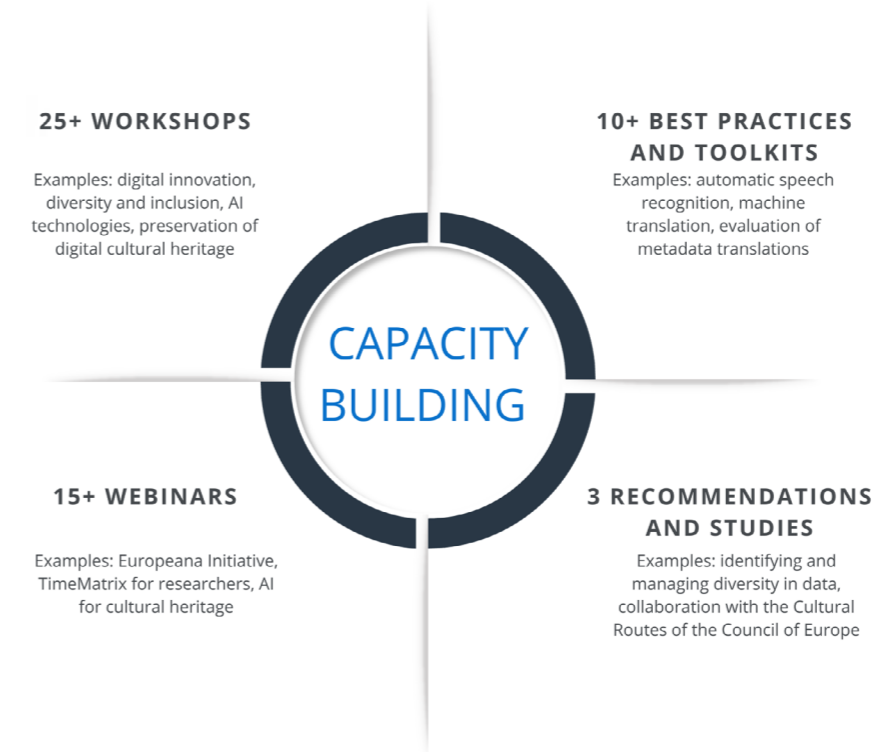 25+ WORKSHOPS
Examples: digital innovation,
diversity and inclusion, AI
technologies, preservation of
digital cultural heritage
10+ BEST PRACTICES
AND TOOLKITS
Examples: automatic speech
recognition, machine
translation, evaluation of
metadata translations
CAPACITY
BUILDING
15+ WEBINARS
Examples: Europeana Initiative,
TimeMatrix for researchers, AI
for cultural heritage
3 RECOMMENDATIONS
AND STUDIES
Examples: identifying and
managing diversity in data,
collaboration with the Cultural
Routes of the Council of Europe